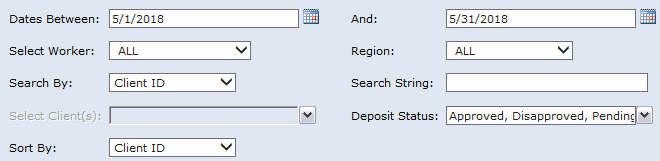 Dates Between: 5/1/2018 And: 5/31/2018
Select Worker: ALL Region: ALL
Search By: Client ID Search String:
Select Client(s): Deposit Status: Approved, Disapproved, Pending
Sort By: Client ID